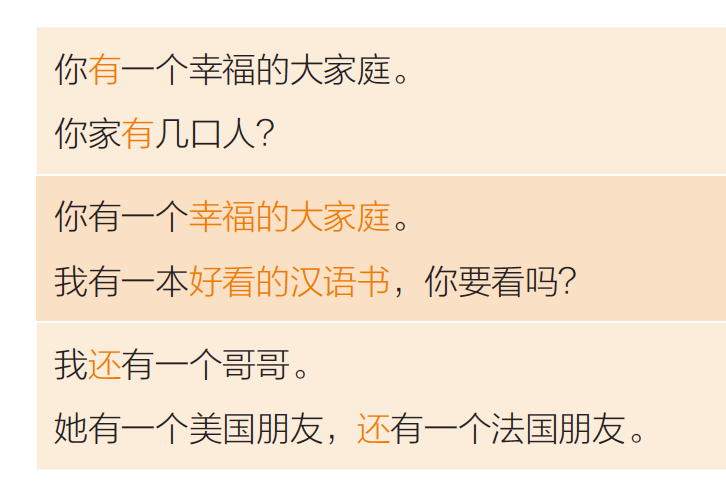 你有一个幸福的大家庭。
你家有几口人？
你有一个幸福的大家庭。
我有一本好看的汉语书，你要看吗？
我还有一个哥哥。
她有一个美国朋友，还有一个法国朋友。